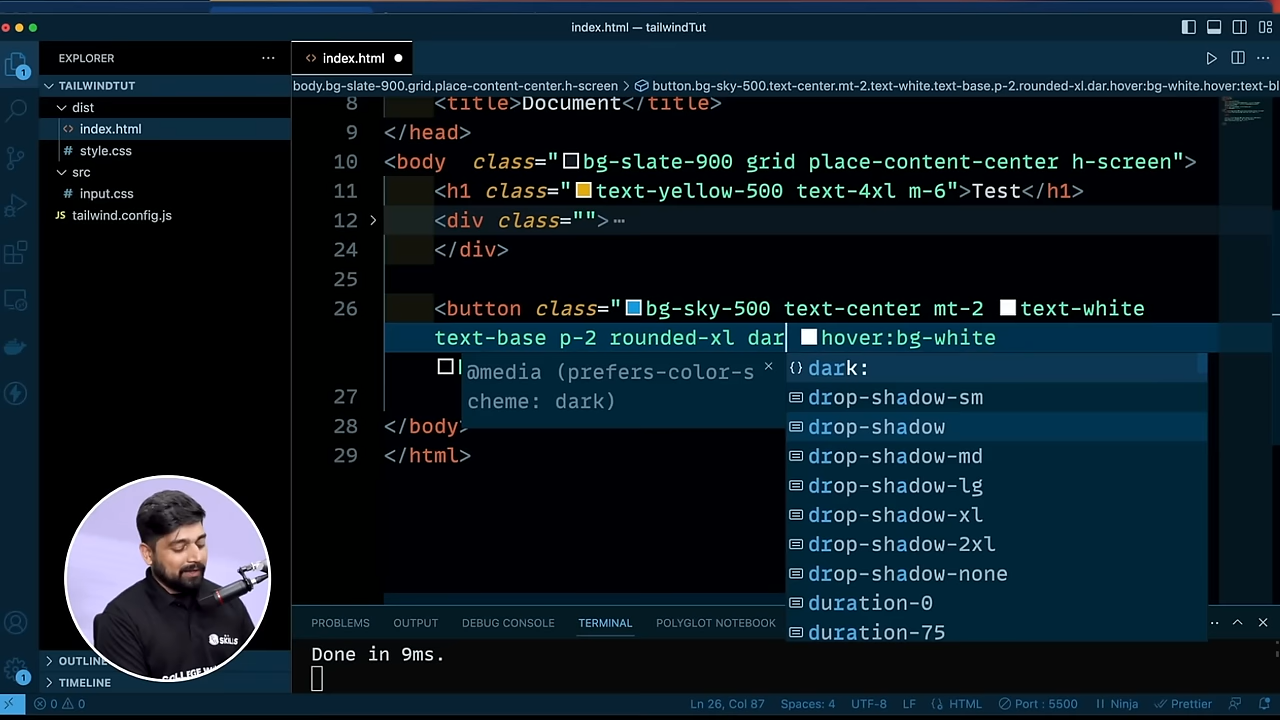 index.html — tailwindTut
1
EXPLORER
TAILWINDTUT
dist
index.html
# style.css
src
# input.css
JS tailwind.config.js
OUTLINE
TIMELINE
<> index.html
body.bg-slate-900.grid.place-content-center.h-screen > button.bg-sky-500.text-center.mt-2.text-white.text-base.p-2.rounded-xl.dar.hover:bg-white.hover:text-bl
8 <title>Document</title>
9 </head>
10 <body class="bg-slate-900 grid place-content-center h-screen">
11 <h1 class="text-yellow-500 text-4xl m-6">Test</h1>
12 <div class="">…
24 </div>
25
26 <button class="bg-sky-500 text-center mt-2 text-white
text-base p-2 rounded-xl dar hover:bg-white
27
28 </body>
29 </html>
@media (prefers-color-s
cheme: dark)
dark:
drop-shadow-sm
drop-shadow
drop-shadow-md
drop-shadow-lg
drop-shadow-xl
drop-shadow-2xl
drop-shadow-none
duration-0
duration-75
PROBLEMS OUTPUT DEBUG CONSOLE TERMINAL POLYGLOT NOTEBOOK
Done in 9ms.
SKILLS
COLLEGE
1
0 0
Ln 26, Col 87 Spaces: 4 UTF-8 LF HTML Port : 5500 Ninja Prettier